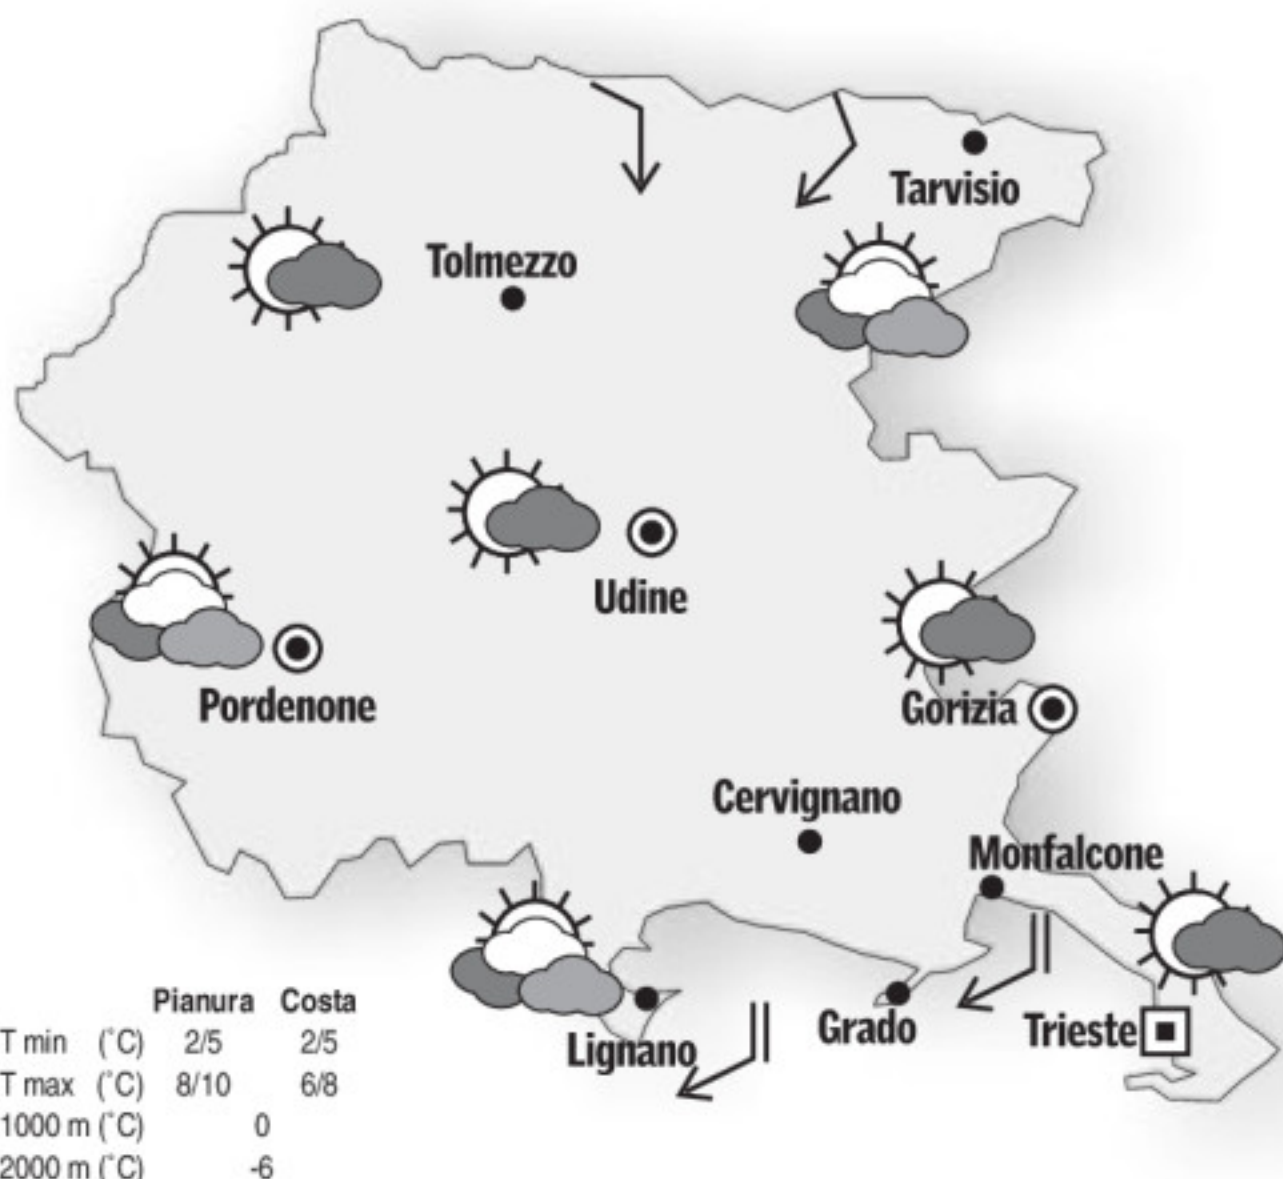 Tarvisio
Tolmezzo
Udine
Pordenone
Gorizia
Cervignano
Monfalcone
Grado
Trieste
Lignano
Pianura Costa
T min (°C) 2/5 2/5
T max (°C) 8/10 6/8
1000 m (°C) 0
2000 m (°C) -6